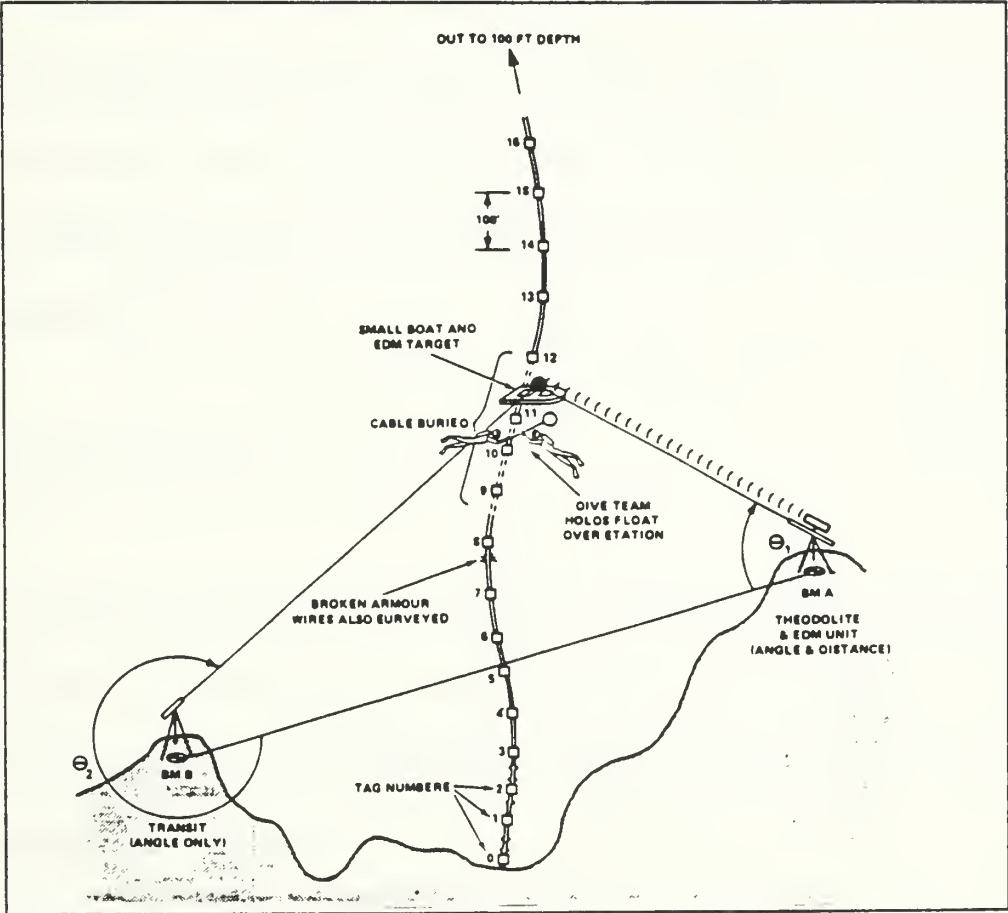 OUT TO 100 FT DEPTH
16
15
100'
14
13
SMALL BOAT AND
EDM TARGET
12
11
CABLE BURIED
10
9
DIVE TEAM
HOLDS FLOAT
OVER STATION
8
Θ1
BROKEN ARMOUR
WIRES ALSO SURVEYED
7
BM A
THEODOLITE
& EDM UNIT
(ANGLE & DISTANCE)
6
5
4
3
Θ2
BM B
TAG NUMBERS
2
1
TRANSIT
(ANGLE ONLY)
0